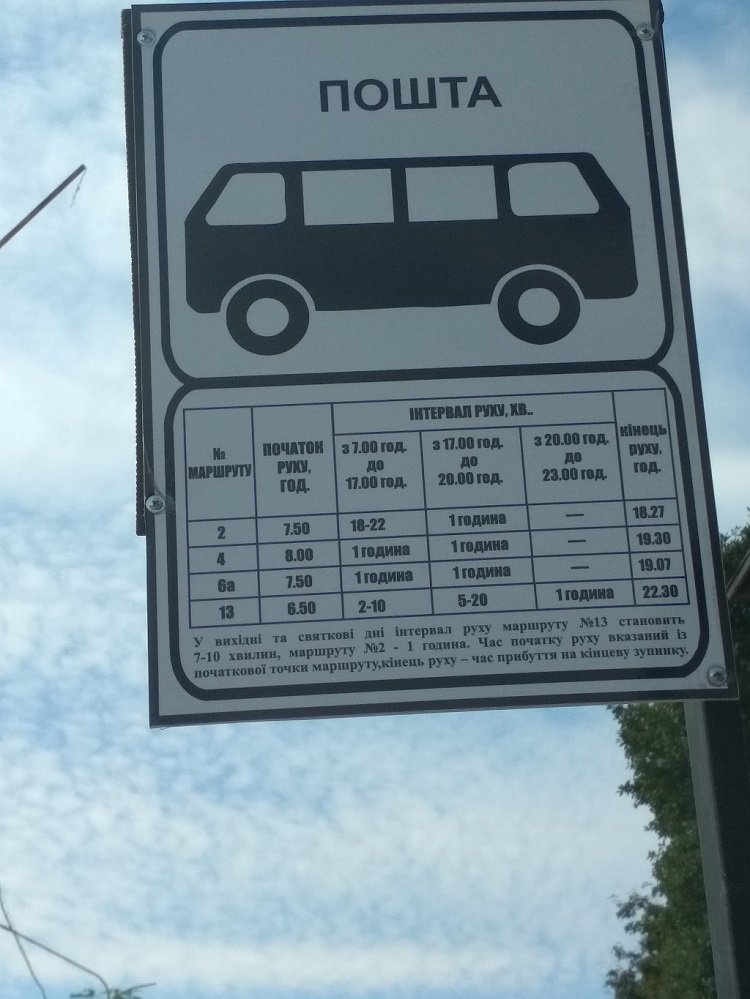 ПОШТА
ІНТЕРВАЛ РУХУ, ХВ..
№
МАРШРУТУ
ПОЧАТОК
РУХУ,
ГОД.
з 7.00 год.
до
17.00 год.
з 17.00 год.
до
20.00 год.
з 20.00 год.
до
23.00 год.
кінець
руху,
год.
2 7.50 18-22 1 година — 18.27
4 8.00 1 година 1 година — 19.30
6а 7.50 1 година 1 година — 19.07
13 6.50 2-10 5-20 1 година 22.30
У вихідні та святкові дні інтервал руху маршруту №13 становить
7-10 хвилин, маршруту №2 - 1 година. Час початку руху вказаний із
початкової точки маршруту,кінець руху – час прибуття на кінцеву зупинку.